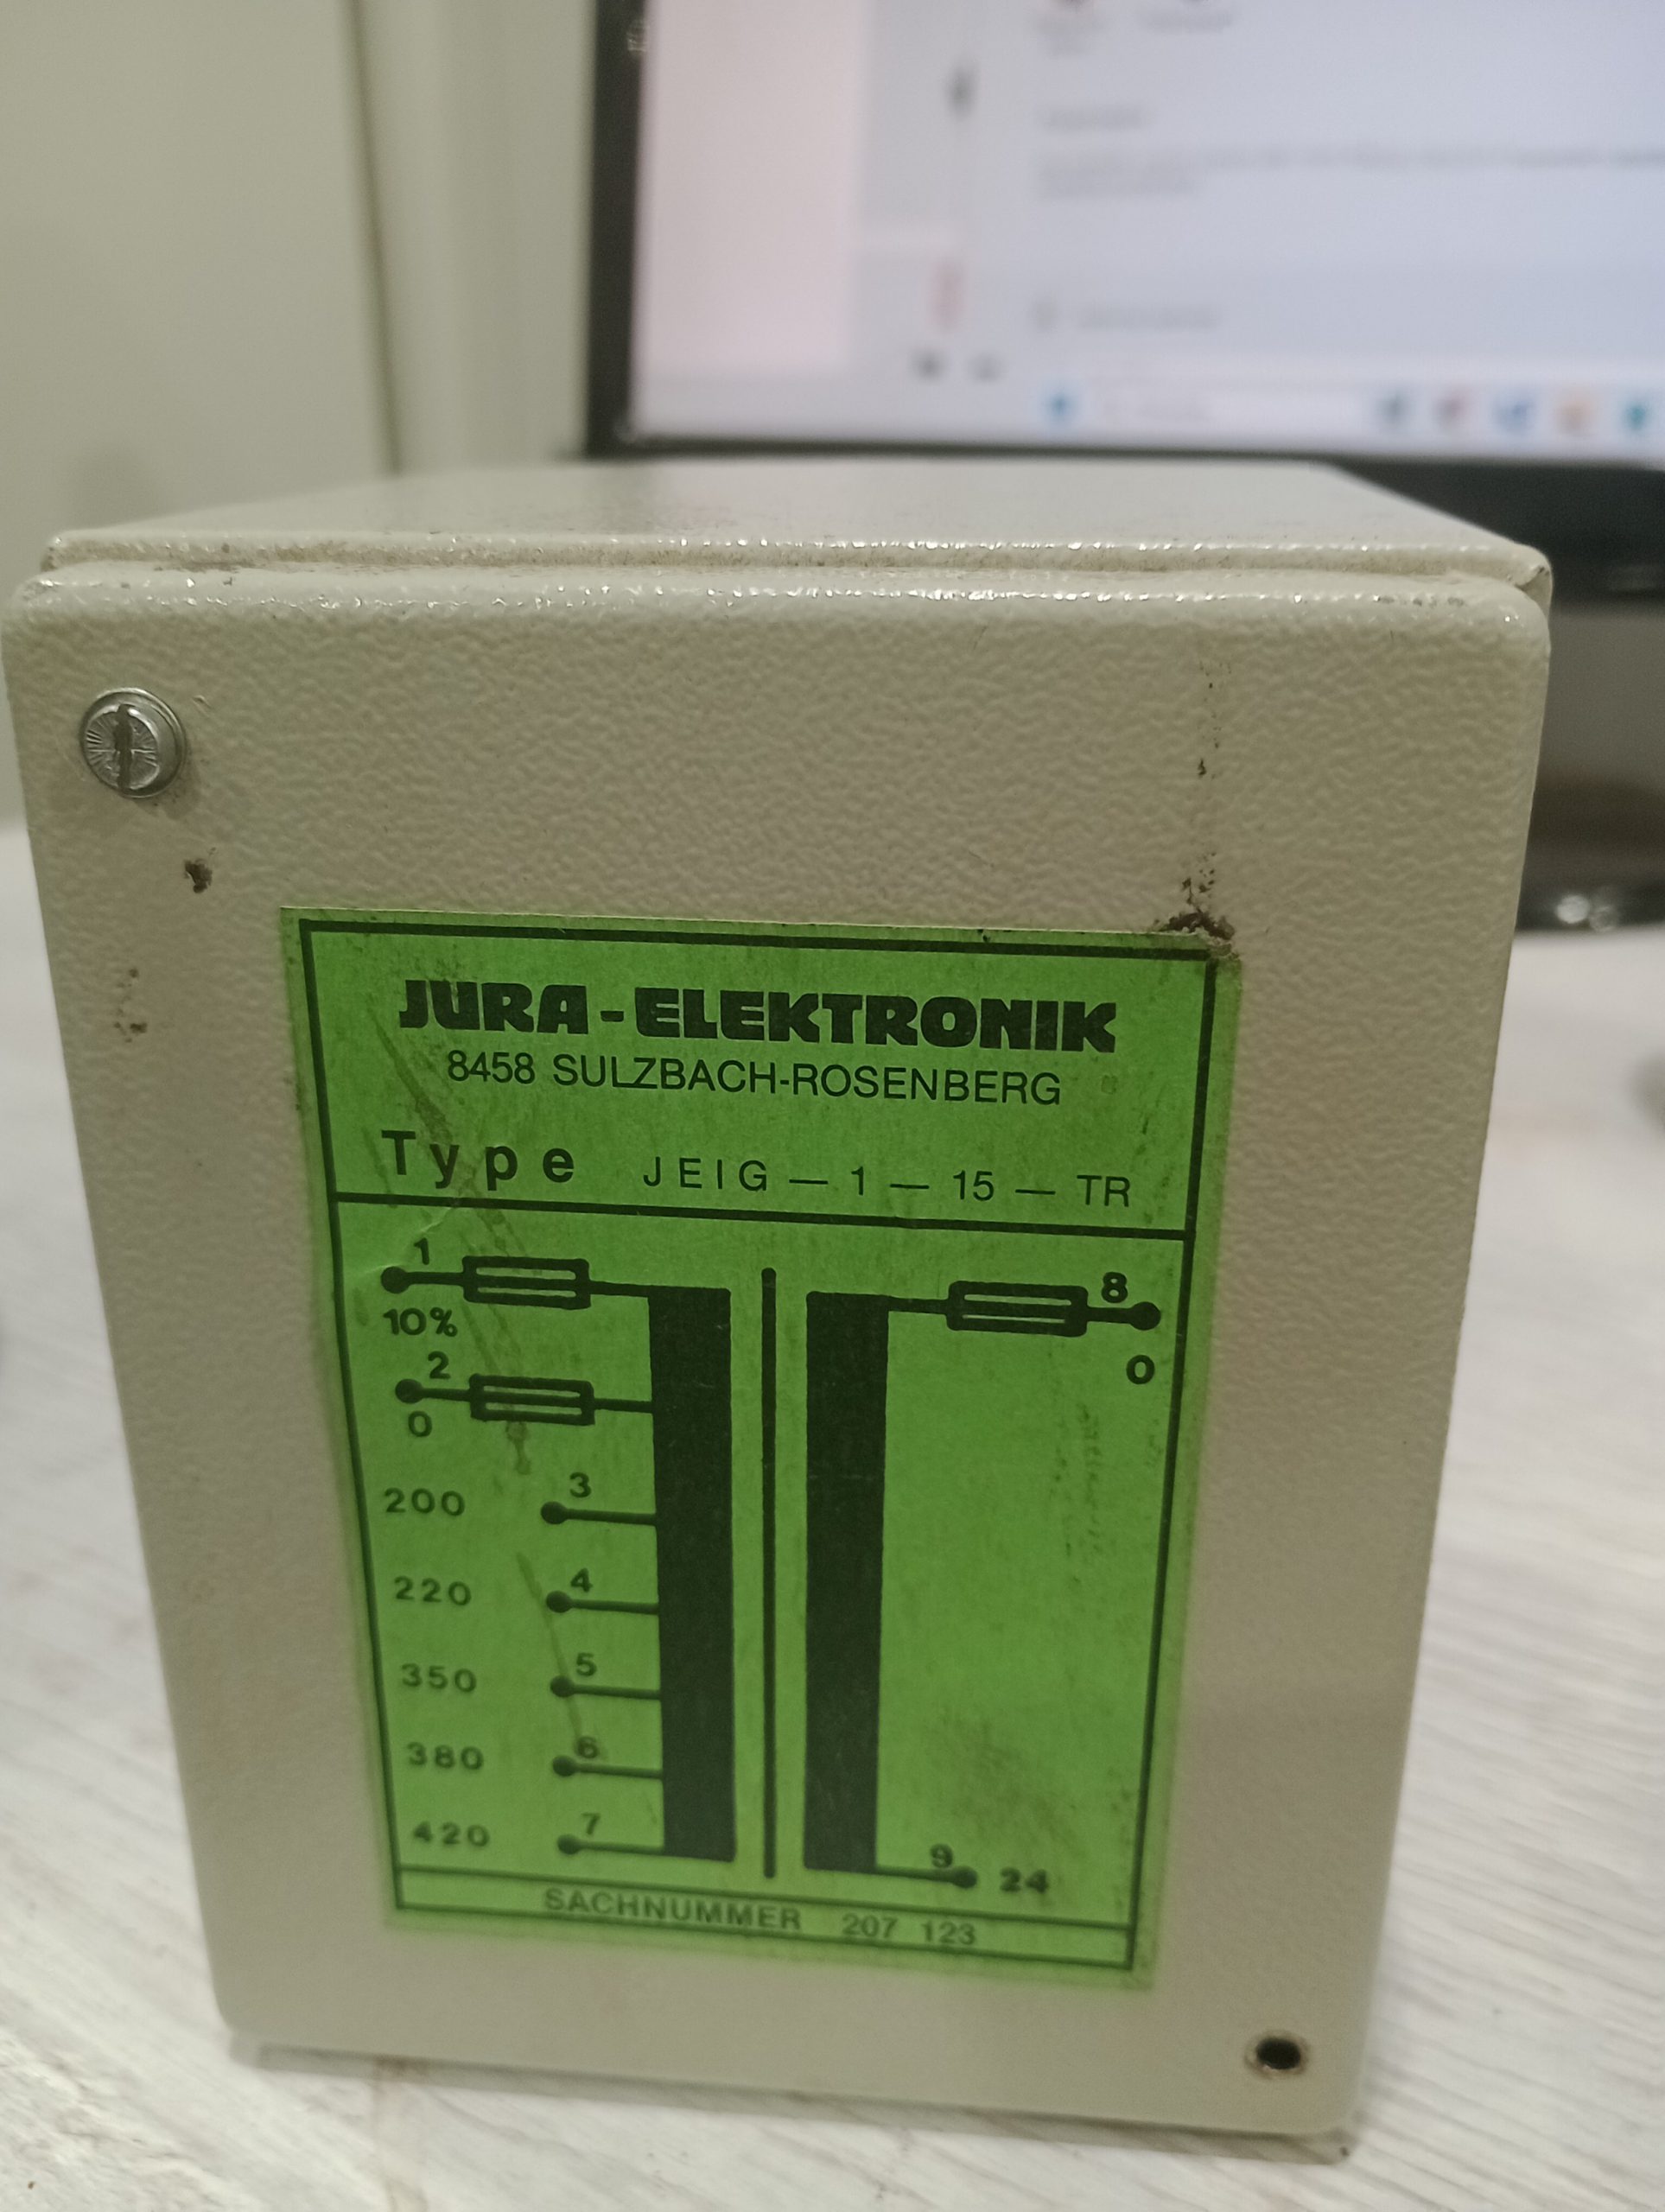 JURA-ELEKTRONIK
8458 SULZBACH-ROSENBERG
Type JEIG — 1 — 15 — TR
1 8
10% 0
2
0
200 3
220 4
350 5
380 6
420 7
9 24
SACHNUMMER 207 123